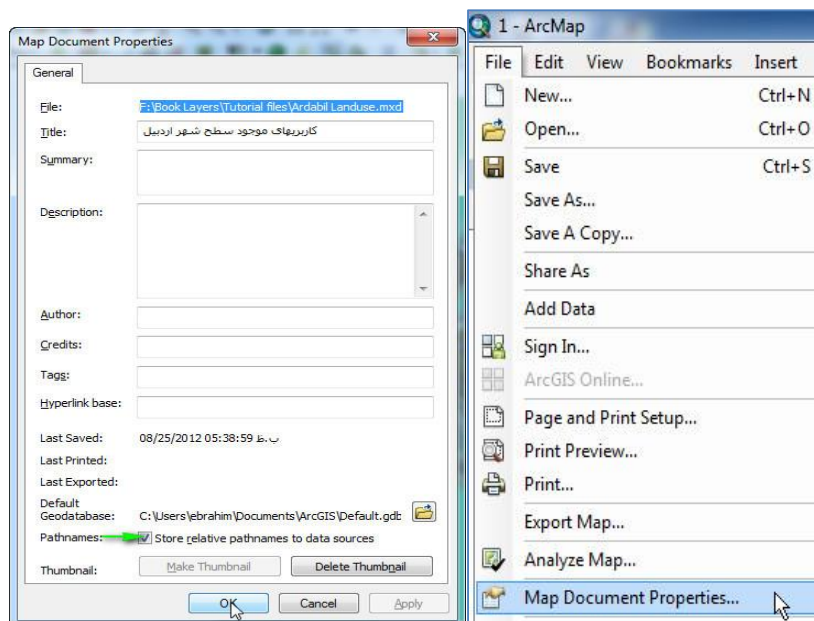 Map Document Properties
General
File: F:\Book Layers\Tutorial files\Ardabil Landuse.mxd
Title: کاربریهای موجود سطح شهر اردبیل
Summary:
Description:
Author:
Credits:
Tags:
Hyperlink base:
Last Saved: 08/25/2012 05:38:59 ب.ظ
Last Printed:
Last Exported:
Default
Geodatabase: C:\Users\ebrahim\Documents\ArcGIS\Default.gdb
Pathnames: Store relative pathnames to data sources
Thumbnail: Make Thumbnail Delete Thumbnail
OK Cancel Apply
1 - ArcMap
File Edit View Bookmarks Insert
New... Ctrl+N
Open... Ctrl+O
Save Ctrl+S
Save As...
Save A Copy...
Share As
Add Data
Sign In...
ArcGIS Online...
Page and Print Setup...
Print Preview...
Print...
Export Map...
Analyze Map...
Map Document Properties...